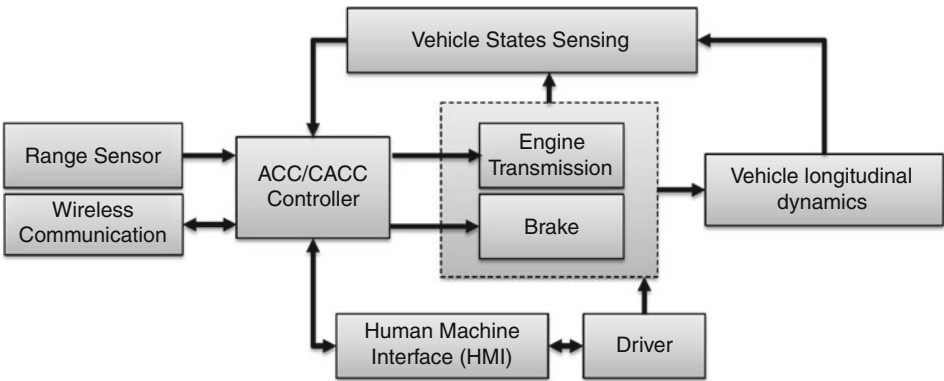 Vehicle States Sensing
Range Sensor
Wireless
Communication
ACC/CACC
Controller
Engine
Transmission
Brake
Vehicle longitudinal
dynamics
Human Machine
Interface (HMI)
Driver